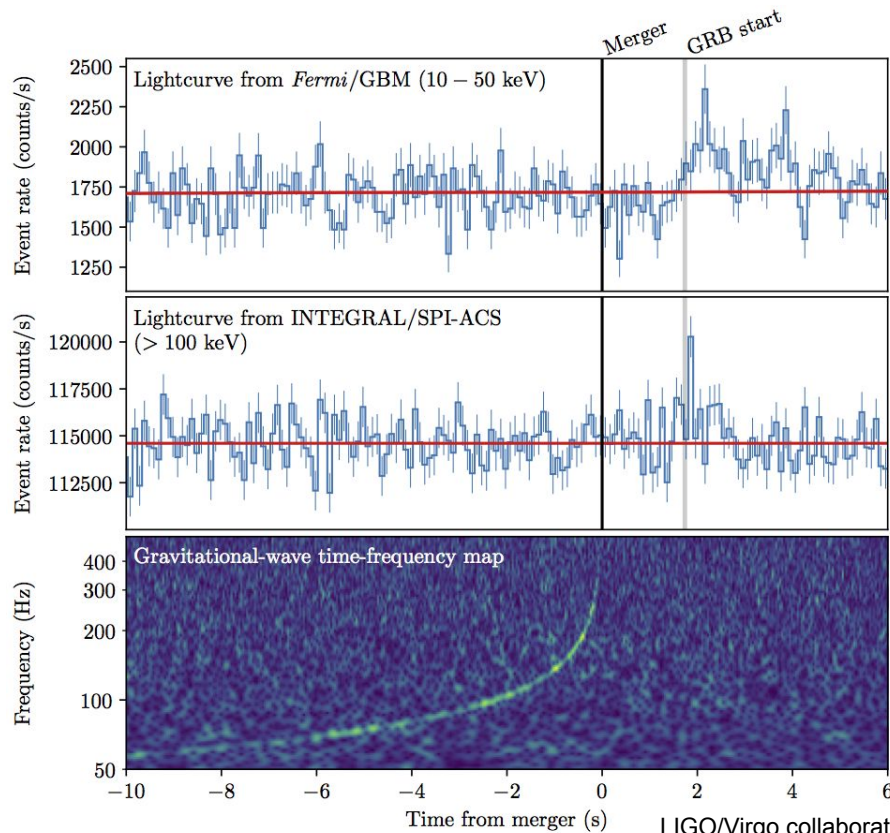 Merger
GRB start
Lightcurve from Fermi/GBM (10 − 50 keV)
Event rate (counts/s)
2500
2250
2000
1750
1500
1250
Lightcurve from INTEGRAL/SPI-ACS
(> 100 keV)
Event rate (counts/s)
120000
117500
115000
112500
Gravitational-wave time-frequency map
Frequency (Hz)
400
300
200
100
50
−10 −8 −6 −4 −2 0 2 4 6
Time from merger (s)
LIGO/Virgo collaborat